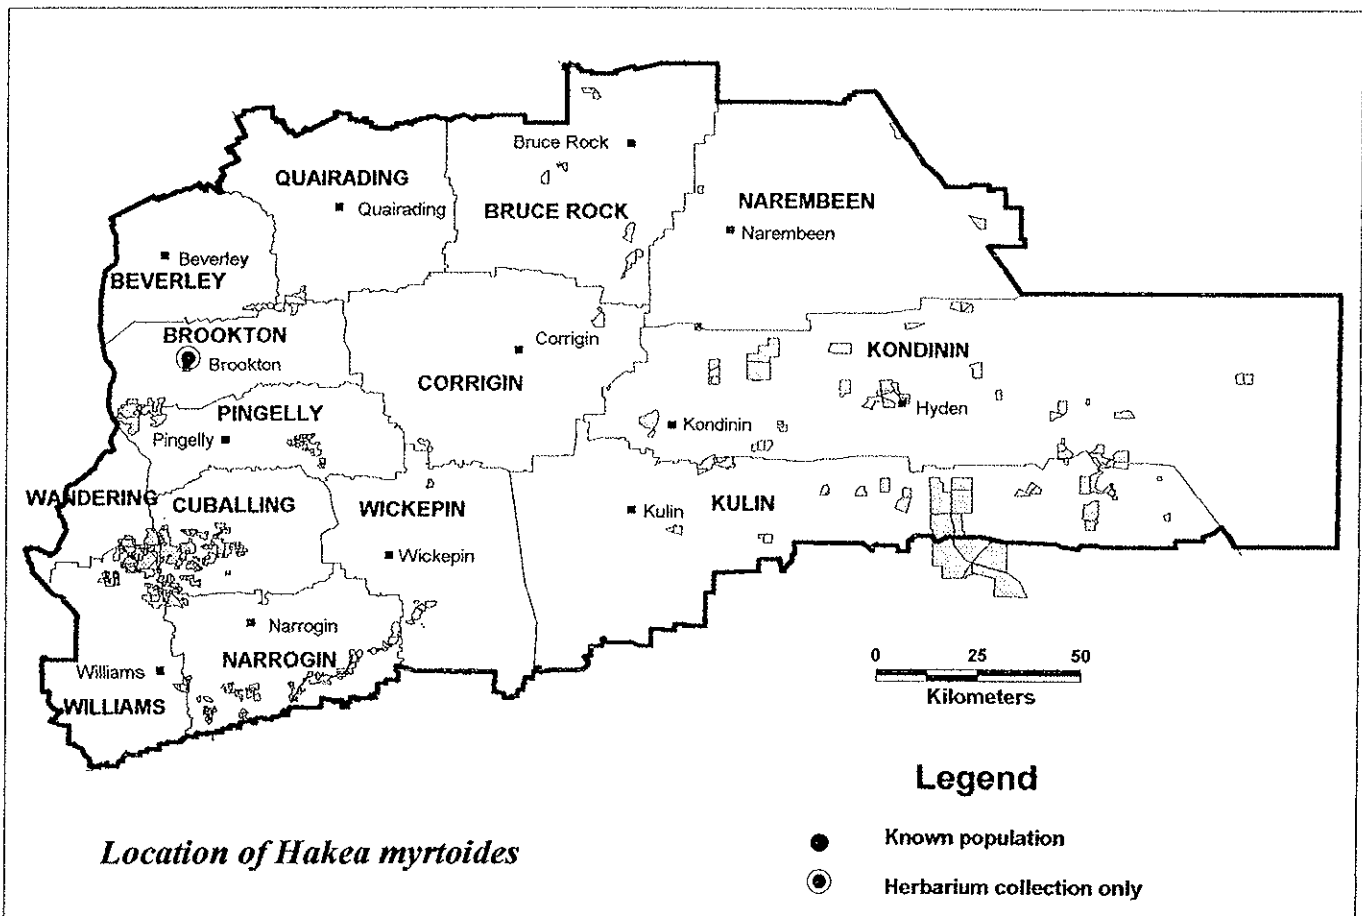 Bruce Rock
QUAIRADING
Quairading
BRUCE ROCK
NAREMBEEN
Narembeen
Beverley
BEVERLEY
BROOKTON
Brookton
Corrigin
CORRIGIN
KONDININ
Hyden
PINGELLY
Pingelly
Kondinin
WANDERING
CUBALLING
WICKEPIN
Kulin
KULIN
Wickepin
Narrogin
NARROGIN
Williams
WILLIAMS
0 25 50
Kilometers
Legend
Known population
Herbarium collection only
Location of Hakea myrtoides